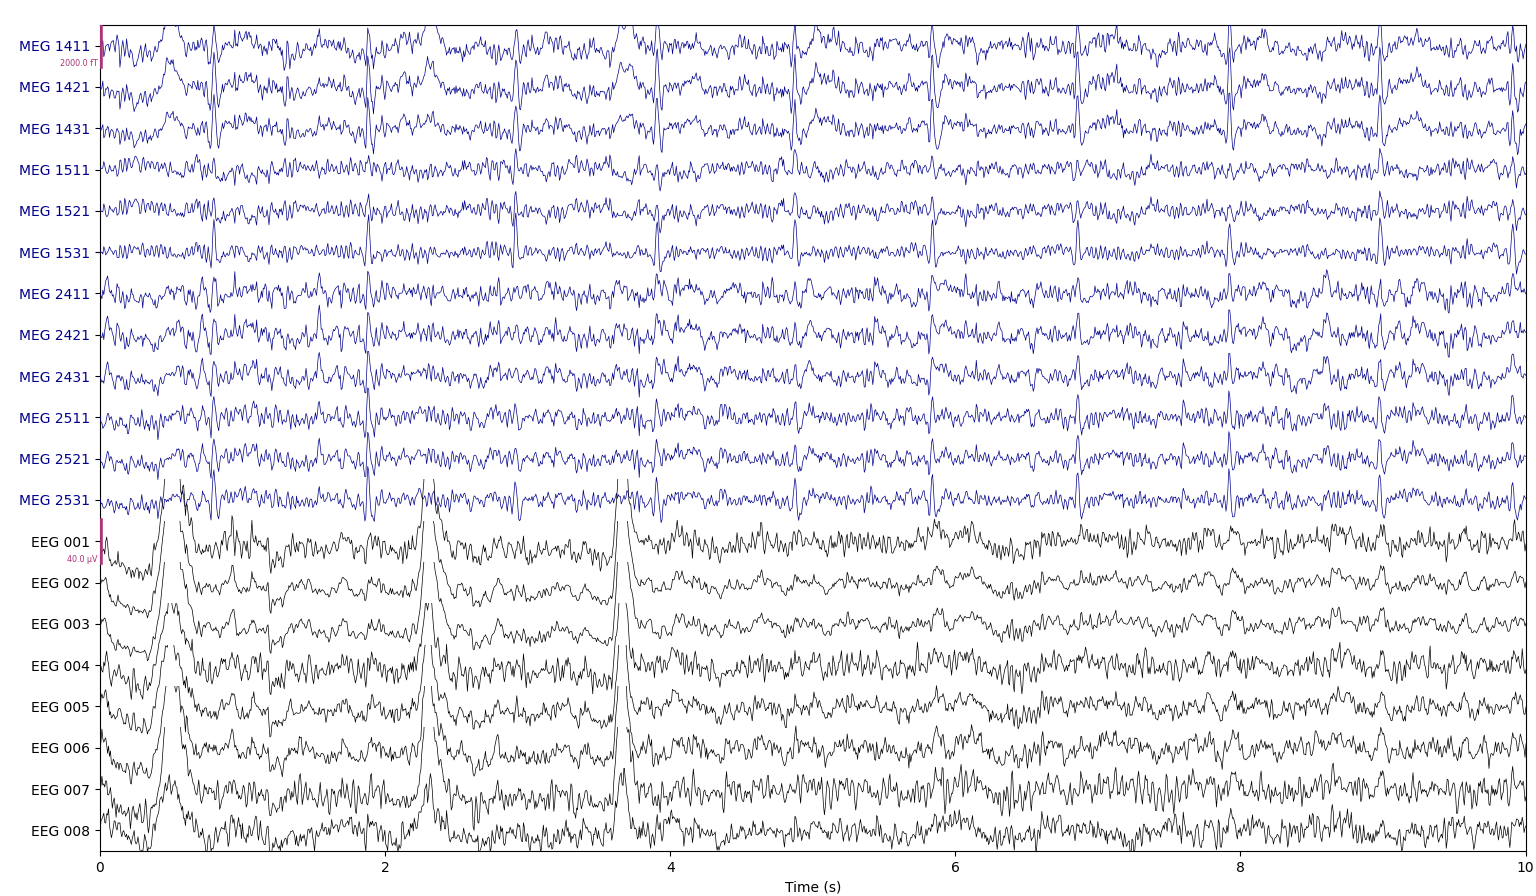 MEG 1411
2000.0 fT
MEG 1421
MEG 1431
MEG 1511
MEG 1521
MEG 1531
MEG 2411
MEG 2421
MEG 2431
MEG 2511
MEG 2521
MEG 2531
EEG 001
40.0 µV
EEG 002
EEG 003
EEG 004
EEG 005
EEG 006
EEG 007
EEG 008
0 2 4 6 8 10
Time (s)